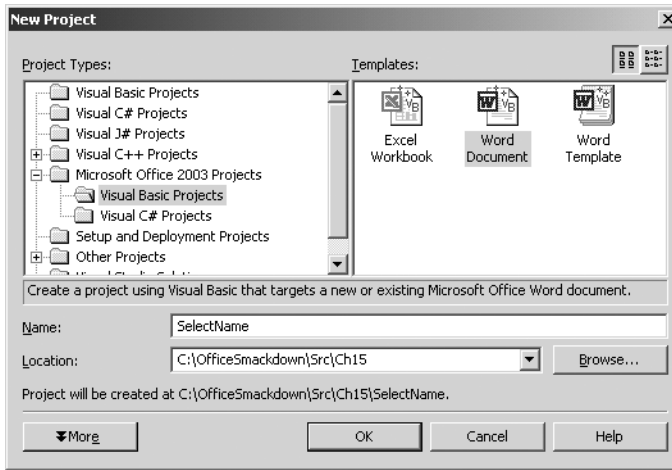 New Project
Project Types:
Templates:
Visual Basic Projects
Visual C# Projects
Visual J# Projects
Visual C++ Projects
Microsoft Office 2003 Projects
Visual Basic Projects
Visual C# Projects
Setup and Deployment Projects
Other Projects
Excel Workbook
Word Document
Word Template
Create a project using Visual Basic that targets a new or existing Microsoft Office Word document.
Name:
SelectName
Location:
C:\OfficeSmackdown\Src\Ch15
Browse...
Project will be created at C:\OfficeSmackdown\Src\Ch15\SelectName.
More
OK
Cancel
Help